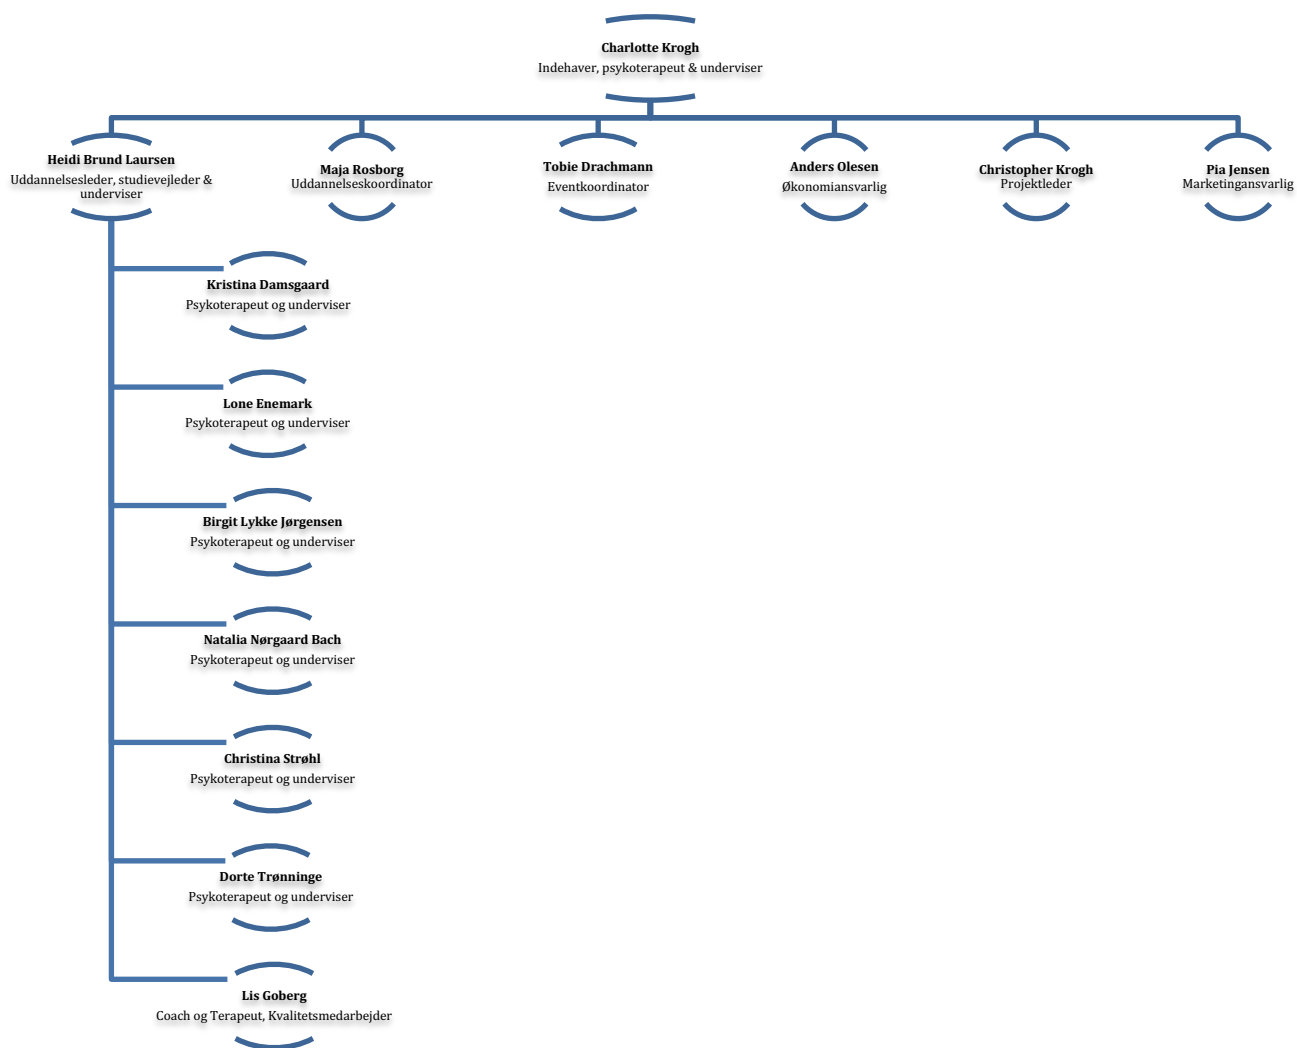 Charlotte Krogh
Indehaver, psykoterapeut & underviser
Heidi Brund Laursen
Uddannelsesleder, studievejleder &
underviser
Maja Rosborg
Uddannelseskoordinator
Tobie Drachmann
Eventkoordinator
Anders Olesen
Økonomiansvarlig
Christopher Krogh
Projektleder
Pia Jensen
Marketingansvarlig
Kristina Damsgaard
Psykoterapeut og underviser
Lone Enemark
Psykoterapeut og underviser
Birgit Lykke Jørgensen
Psykoterapeut og underviser
Natalia Nørgaard Bach
Psykoterapeut og underviser
Christina Strøhl
Psykoterapeut og underviser
Dorte Trønninge
Psykoterapeut og underviser
Lis Goberg
Coach og Terapeut, Kvalitetsmedarbejder